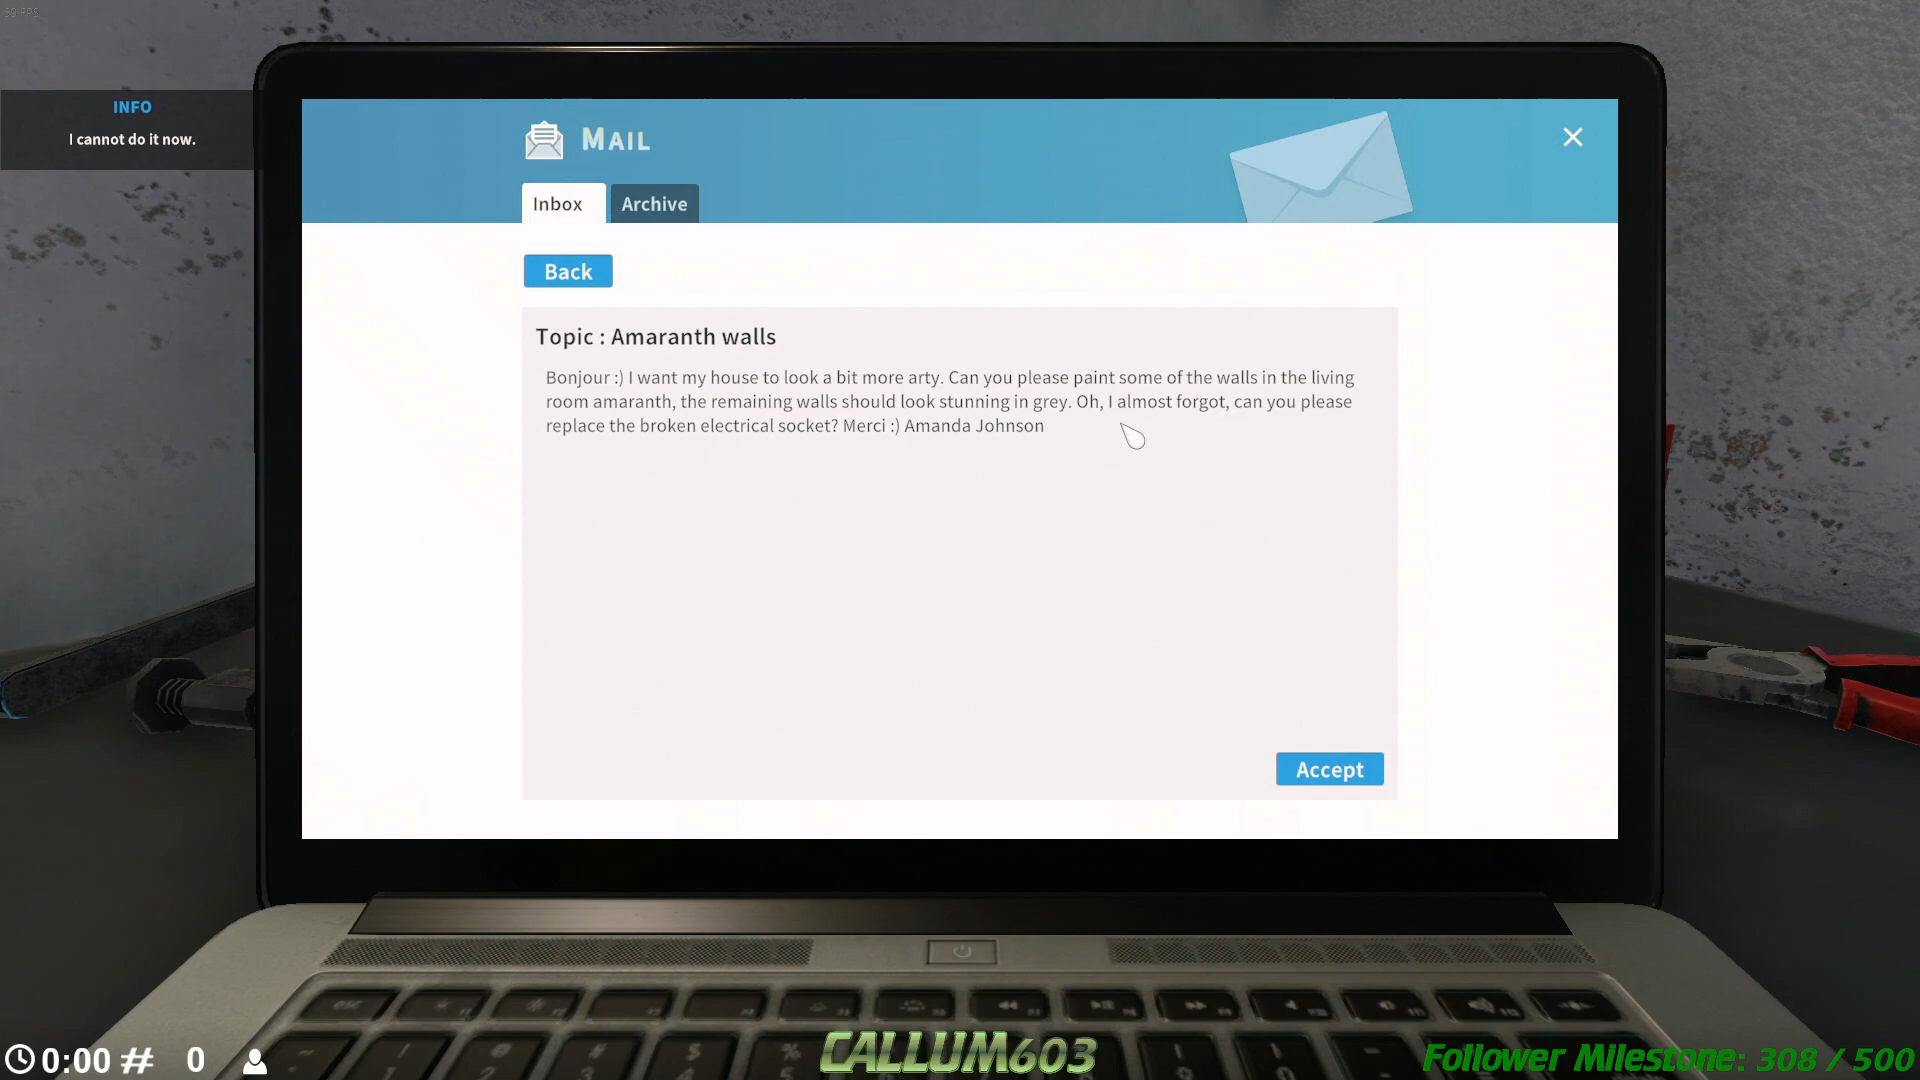 59 FPS
INFO
I cannot do it now.
MAIL
Inbox
Archive
Back
Topic : Amaranth walls
Bonjour :) I want my house to look a bit more arty. Can you please paint some of the walls in the living
room amaranth, the remaining walls should look stunning in grey. Oh, I almost forgot, can you please
replace the broken electrical socket? Merci :) Amanda Johnson
Accept
esc
0:00 # 0
CALLUM603
Follower Milestone: 308 / 500